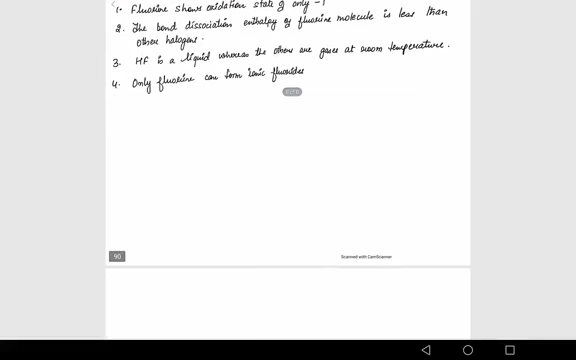 1. Fluorine shows oxidation state of only -1
2. The bond dissociation enthalpy of fluorine molecule is less than
other halogens.
3. HF is a liquid whereas the others are gases at room temperature.
4. Only fluorine can form ionic fluorides
90
Scanned with CamScanner